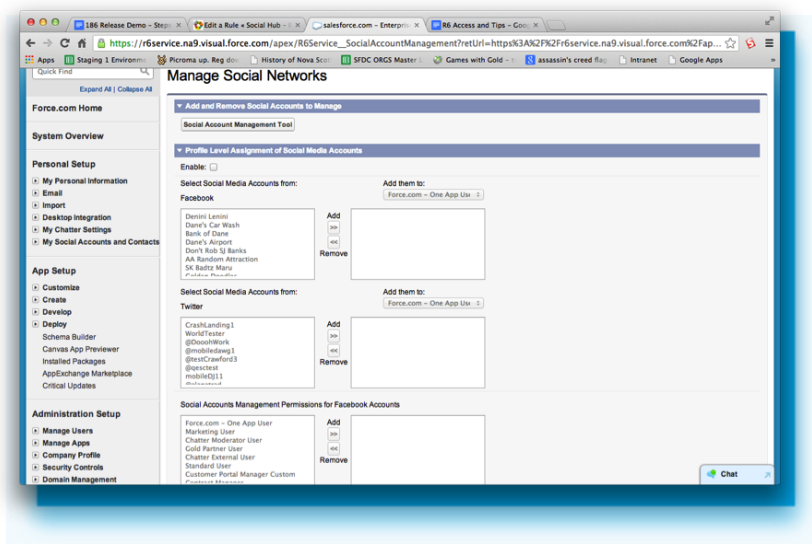 186 Release Demo – Ste
Edit a Rule « Social Hub –
salesforce.com – Enterpris
R6 Access and Tips – Goo
https://r6service.na9.visual.force.com/apex/R6Service__SocialAccountManagement?retUrl=https%3A%2F%2Fr6service.na9.visual.force.com%2Fap...
Apps
Staging 1 Environme
Picroma up. Reg do
History of Nova Sco
SFDC ORGS Master
Games with Gold –
assassin's creed flag
Intranet
Google Apps
»
Quick Find
Expand All | Collapse All
Force.com Home
System Overview
Personal Setup
My Personal Information
Email
Import
Desktop Integration
My Chatter Settings
My Social Accounts and Contacts
App Setup
Customize
Create
Develop
Deploy
Schema Builder
Canvas App Previewer
Installed Packages
AppExchange Marketplace
Critical Updates
Administration Setup
Manage Users
Manage Apps
Company Profile
Security Controls
Domain Management
Manage Social Networks
Add and Remove Social Accounts to Manage
Social Account Management Tool
Profile Level Assignment of Social Media Accounts
Enable:
Select Social Media Accounts from:
Add them to:
Facebook
Force.com – One App Use
Denini Lenini
Dane's Car Wash
Bank of Dane
Dane's Airport
Don't Rob SJ Banks
AA Random Attraction
SK Badtz Maru
Add
>>
<<
Remove
Select Social Media Accounts from:
Add them to:
Twitter
Force.com – One App Use
CrashLanding1
WorldTester
@DooohWork
@mobiledawg1
@testCrawford3
@qesctest
mobileDJ11
Add
>>
<<
Remove
Social Accounts Management Permissions for Facebook Accounts
Force.com – One App User
Marketing User
Chatter Moderator User
Gold Partner User
Chatter External User
Standard User
Customer Portal Manager Custom
Contract Manager
Add
>>
<<
Remove
Chat